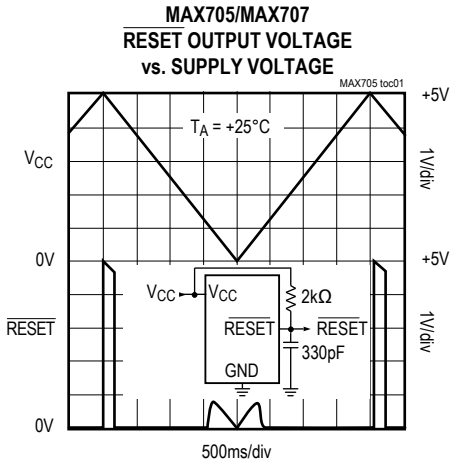 MAX705/MAX707
RESET OUTPUT VOLTAGE
vs. SUPPLY VOLTAGE
MAX705 toc01
+5V
TA = +25°C
VCC
1V/div
0V
+5V
VCC
VCC
2kΩ
RESET
RESET
RESET
1V/div
330pF
GND
0V
500ms/div